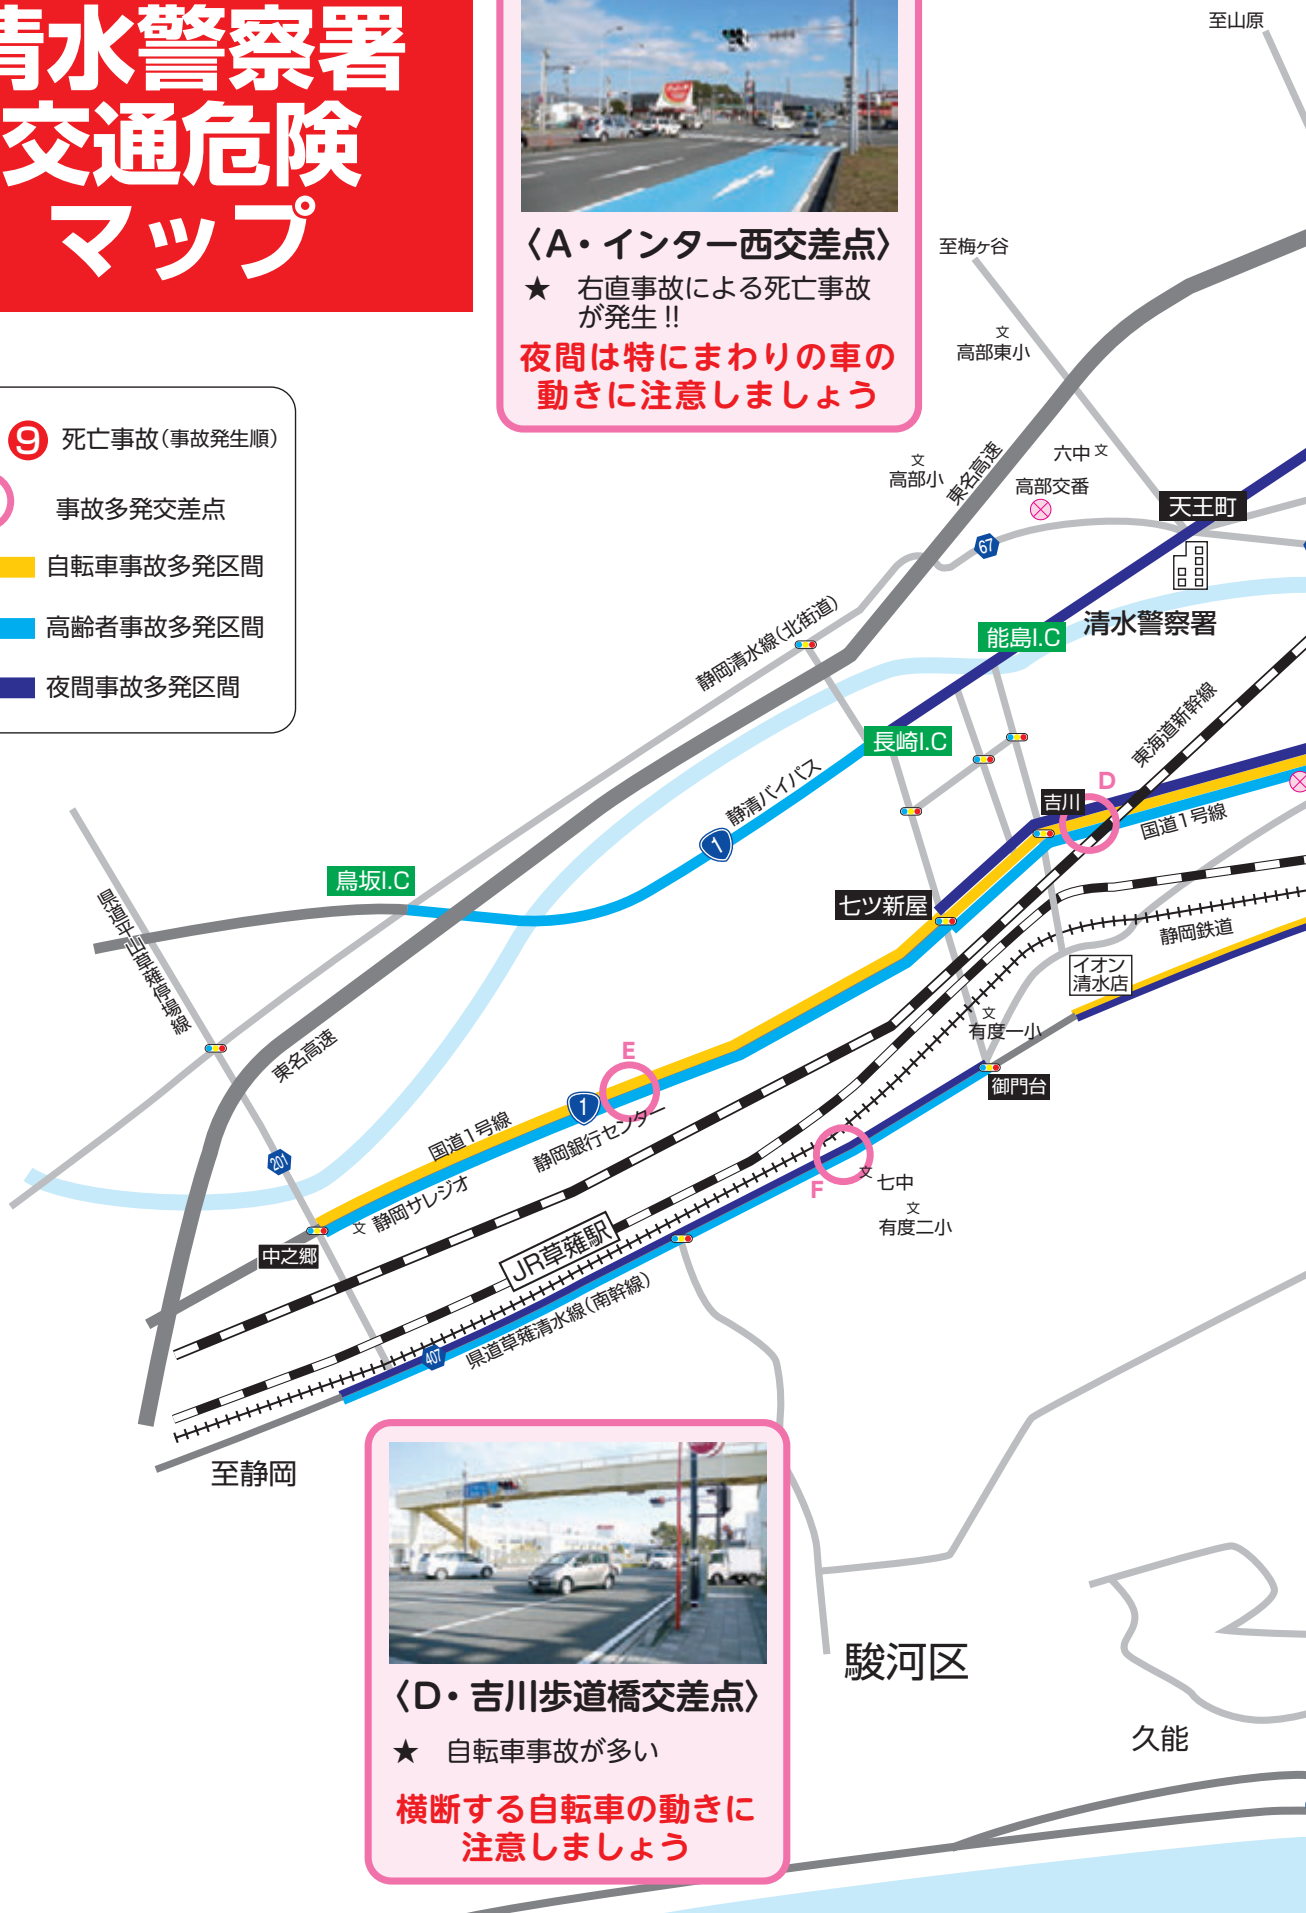 清水警察署
交通危険
マップ
9 死亡事故(事故発生順)
事故多発交差点
自転車事故多発区間
高齢者事故多発区間
夜間事故多発区間
〈A・インター西交差点〉
★ 右直事故による死亡事故
が発生!!
夜間は特にまわりの車の
動きに注意しましょう
至山原
至梅ヶ谷
文
高部東小
文
高部小
東名高速
六中 文
高部交番
天王町
67
清水警察署
能島I.C
静岡清水線(北街道)
長崎I.C
東海道新幹線
静清バイパス
1
D
吉川
国道1号線
鳥坂I.C
七ツ新屋
静岡鉄道
イオン
清水店
県道平山草薙停場線
文
有度一小
東名高速
E
御門台
1
国道1号線
静岡銀行センター
201
文 静岡サレジオ
F
文 七中
文
有度二小
中之郷
JR草薙駅
県道草薙清水線(南幹線)
407
至静岡
〈D・吉川歩道橋交差点〉
★ 自転車事故が多い
横断する自転車の動きに
注意しましょう
駿河区
久能